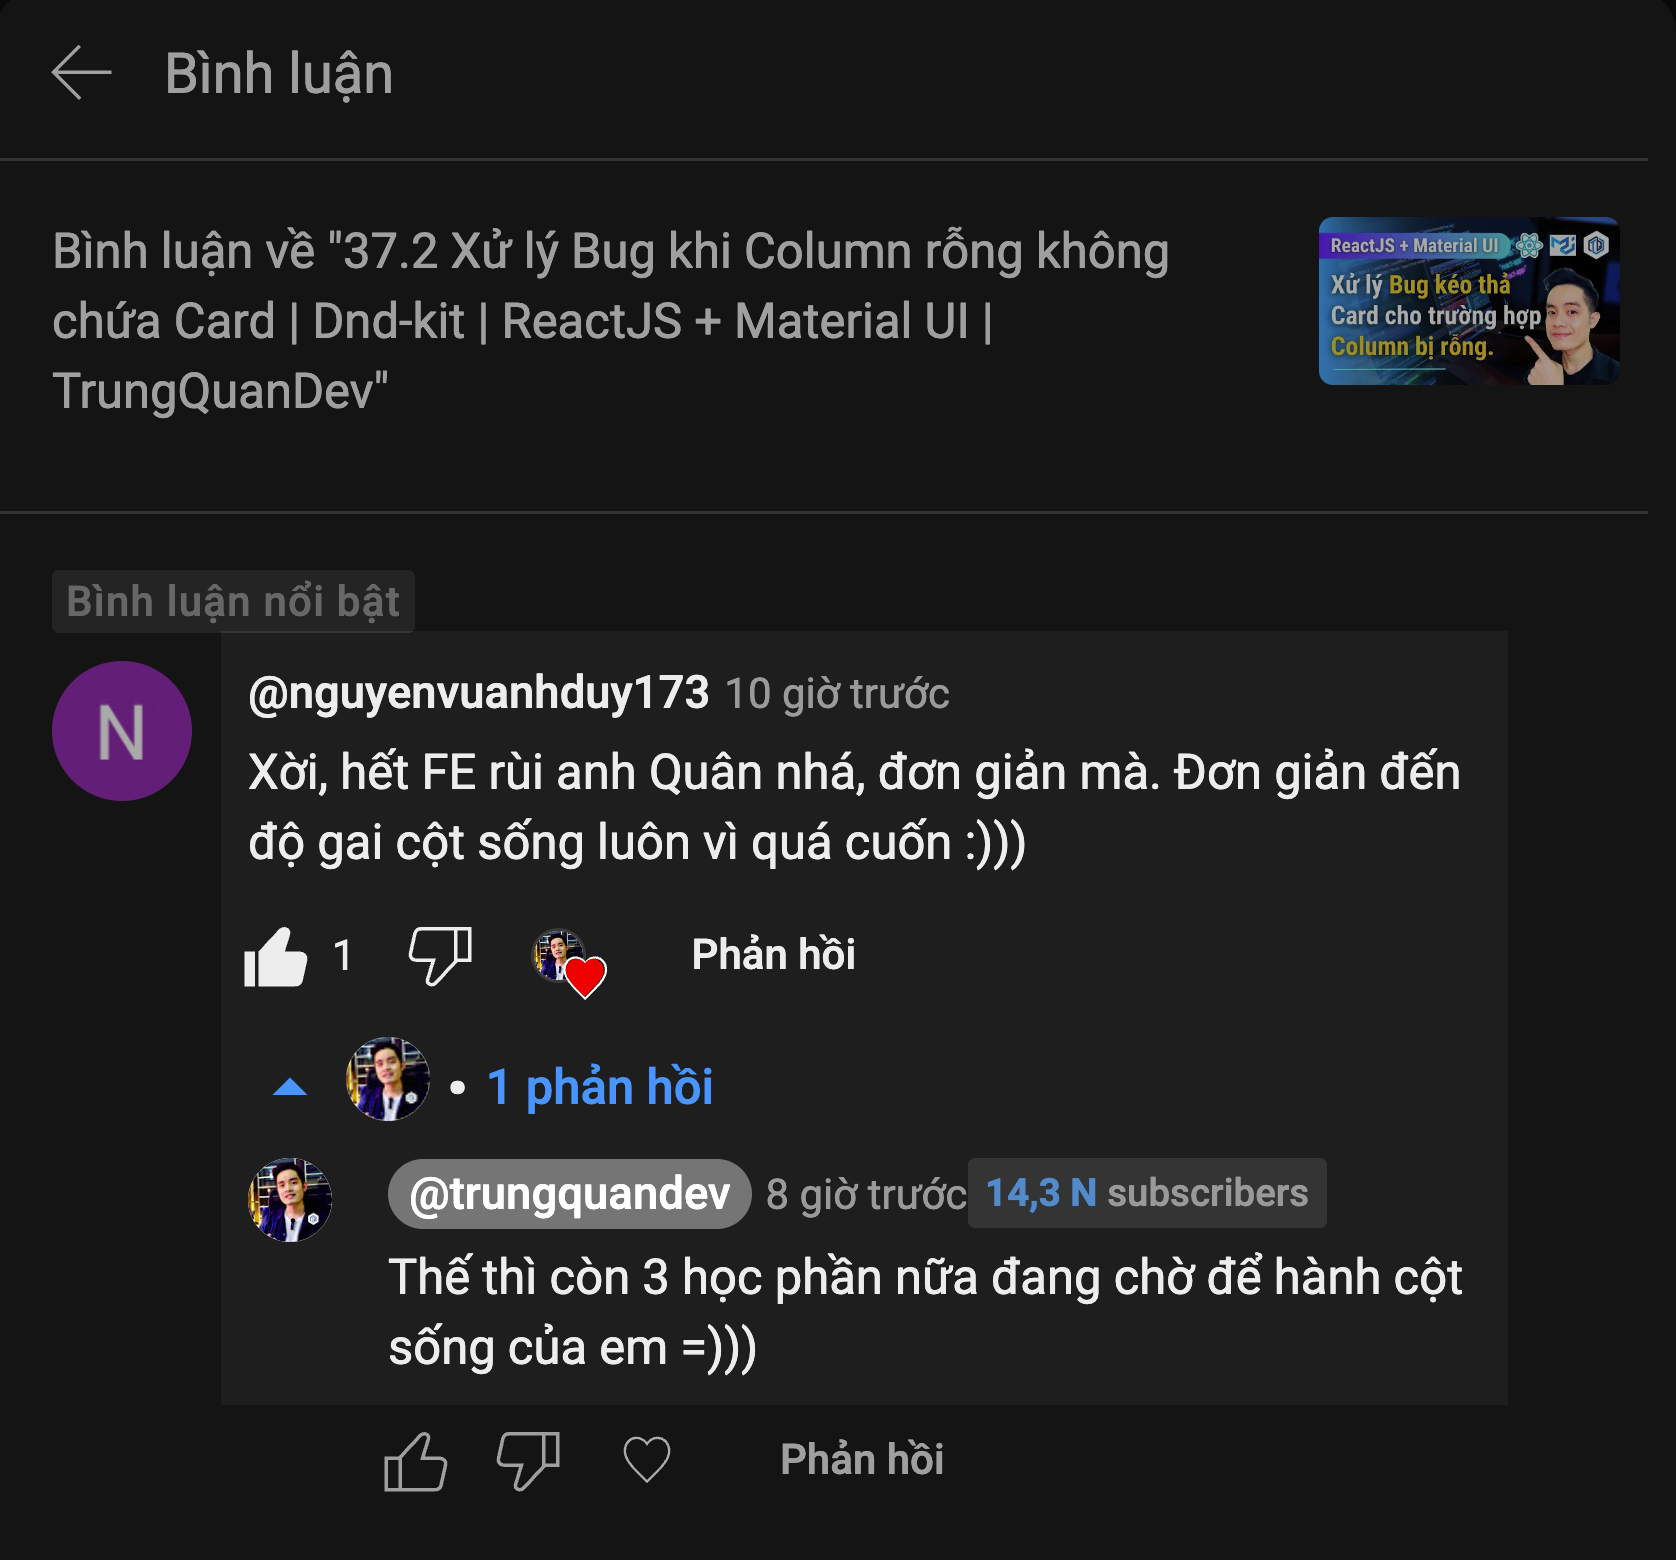 Bình luận
Bình luận về "37.2 Xử lý Bug khi Column rỗng không
chứa Card | Dnd-kit | ReactJS + Material UI |
TrungQuanDev"
ReactJS + Material UI
Xử lý Bug kéo thả
Card cho trường hợp
Column bị rỗng.
Bình luận nổi bật
N
@nguyenvuanhduy173 10 giờ trước
Xời, hết FE rùi anh Quân nhá, đơn giản mà. Đơn giản đến
độ gai cột sống luôn vì quá cuốn :)))
1 Phản hồi
• 1 phản hồi
@trungquandev 8 giờ trước 14,3 N subscribers
Thế thì còn 3 học phần nữa đang chờ để hành cột
sống của em =)))
Phản hồi